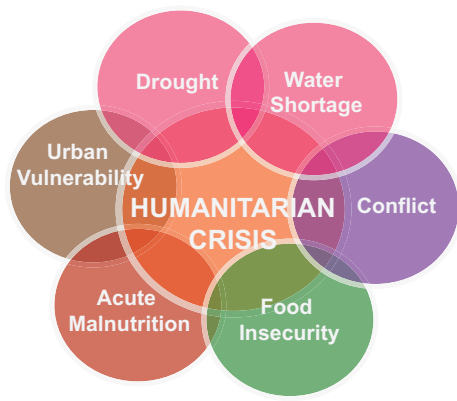 Drought
Water
Shortage
Urban
Vulnerability
HUMANITARIAN
CRISIS
Conflict
Acute
Malnutrition
Food
Insecurity